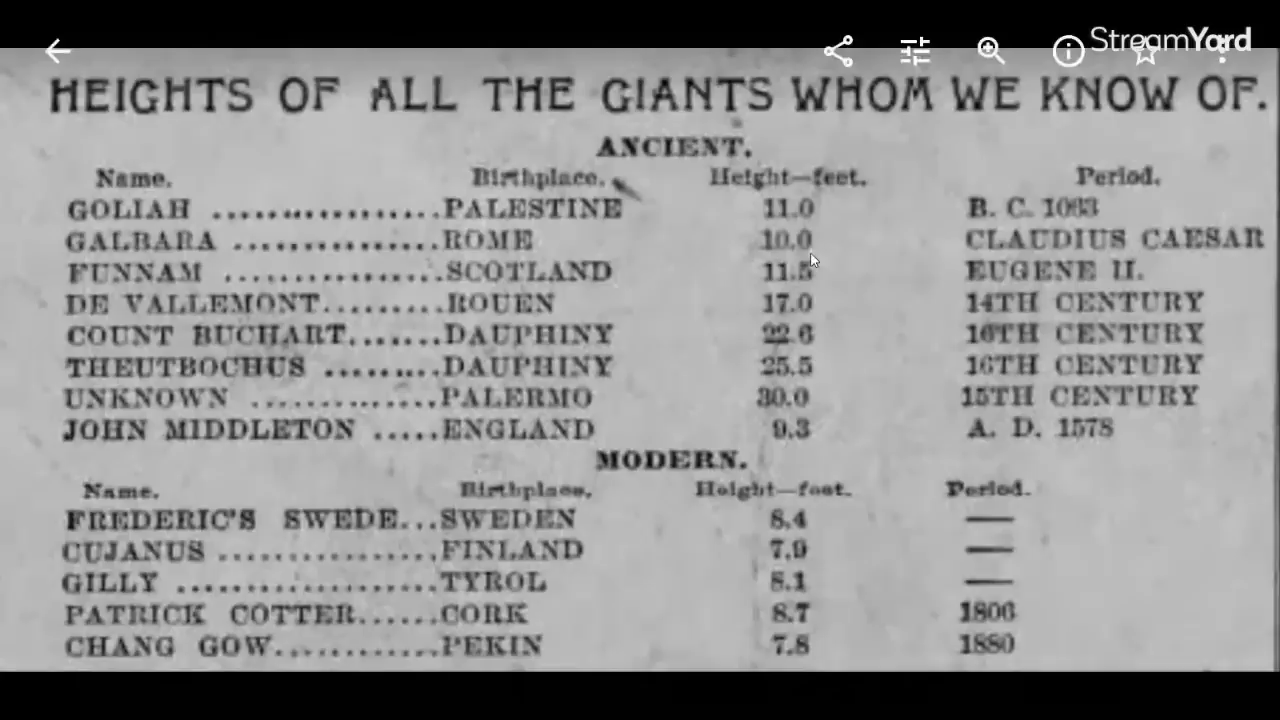 StreamYard
HEIGHTS OF ALL THE GIANTS WHOM WE KNOW OF.
ANCIENT.
Name. Birthplace. Height—feet. Period.
GOLIAH .................PALESTINE 11.0 B. C. 1063
GALBARA ...............ROME 10.0 CLAUDIUS CAESAR
FUNNAM ................SCOTLAND 11.5 EUGENE II.
DE VALLEMONT.........ROUEN 17.0 14TH CENTURY
COUNT BUCHART.......DAUPHINY 22.6 16TH CENTURY
THEUTBOCHUS .........DAUPHINY 25.5 16TH CENTURY
UNKNOWN ..............PALERMO 30.0 15TH CENTURY
JOHN MIDDLETON .....ENGLAND 9.3 A. D. 1578
MODERN.
Name. Birthplace. Height—feet. Period.
FREDERIC'S SWEDE...SWEDEN 8.4 —
CUJANUS ................FINLAND 7.9 —
GILLY ...................TYROL 8.1 —
PATRICK COTTER......CORK 8.7 1806
CHANG GOW............PEKIN 7.8 1880